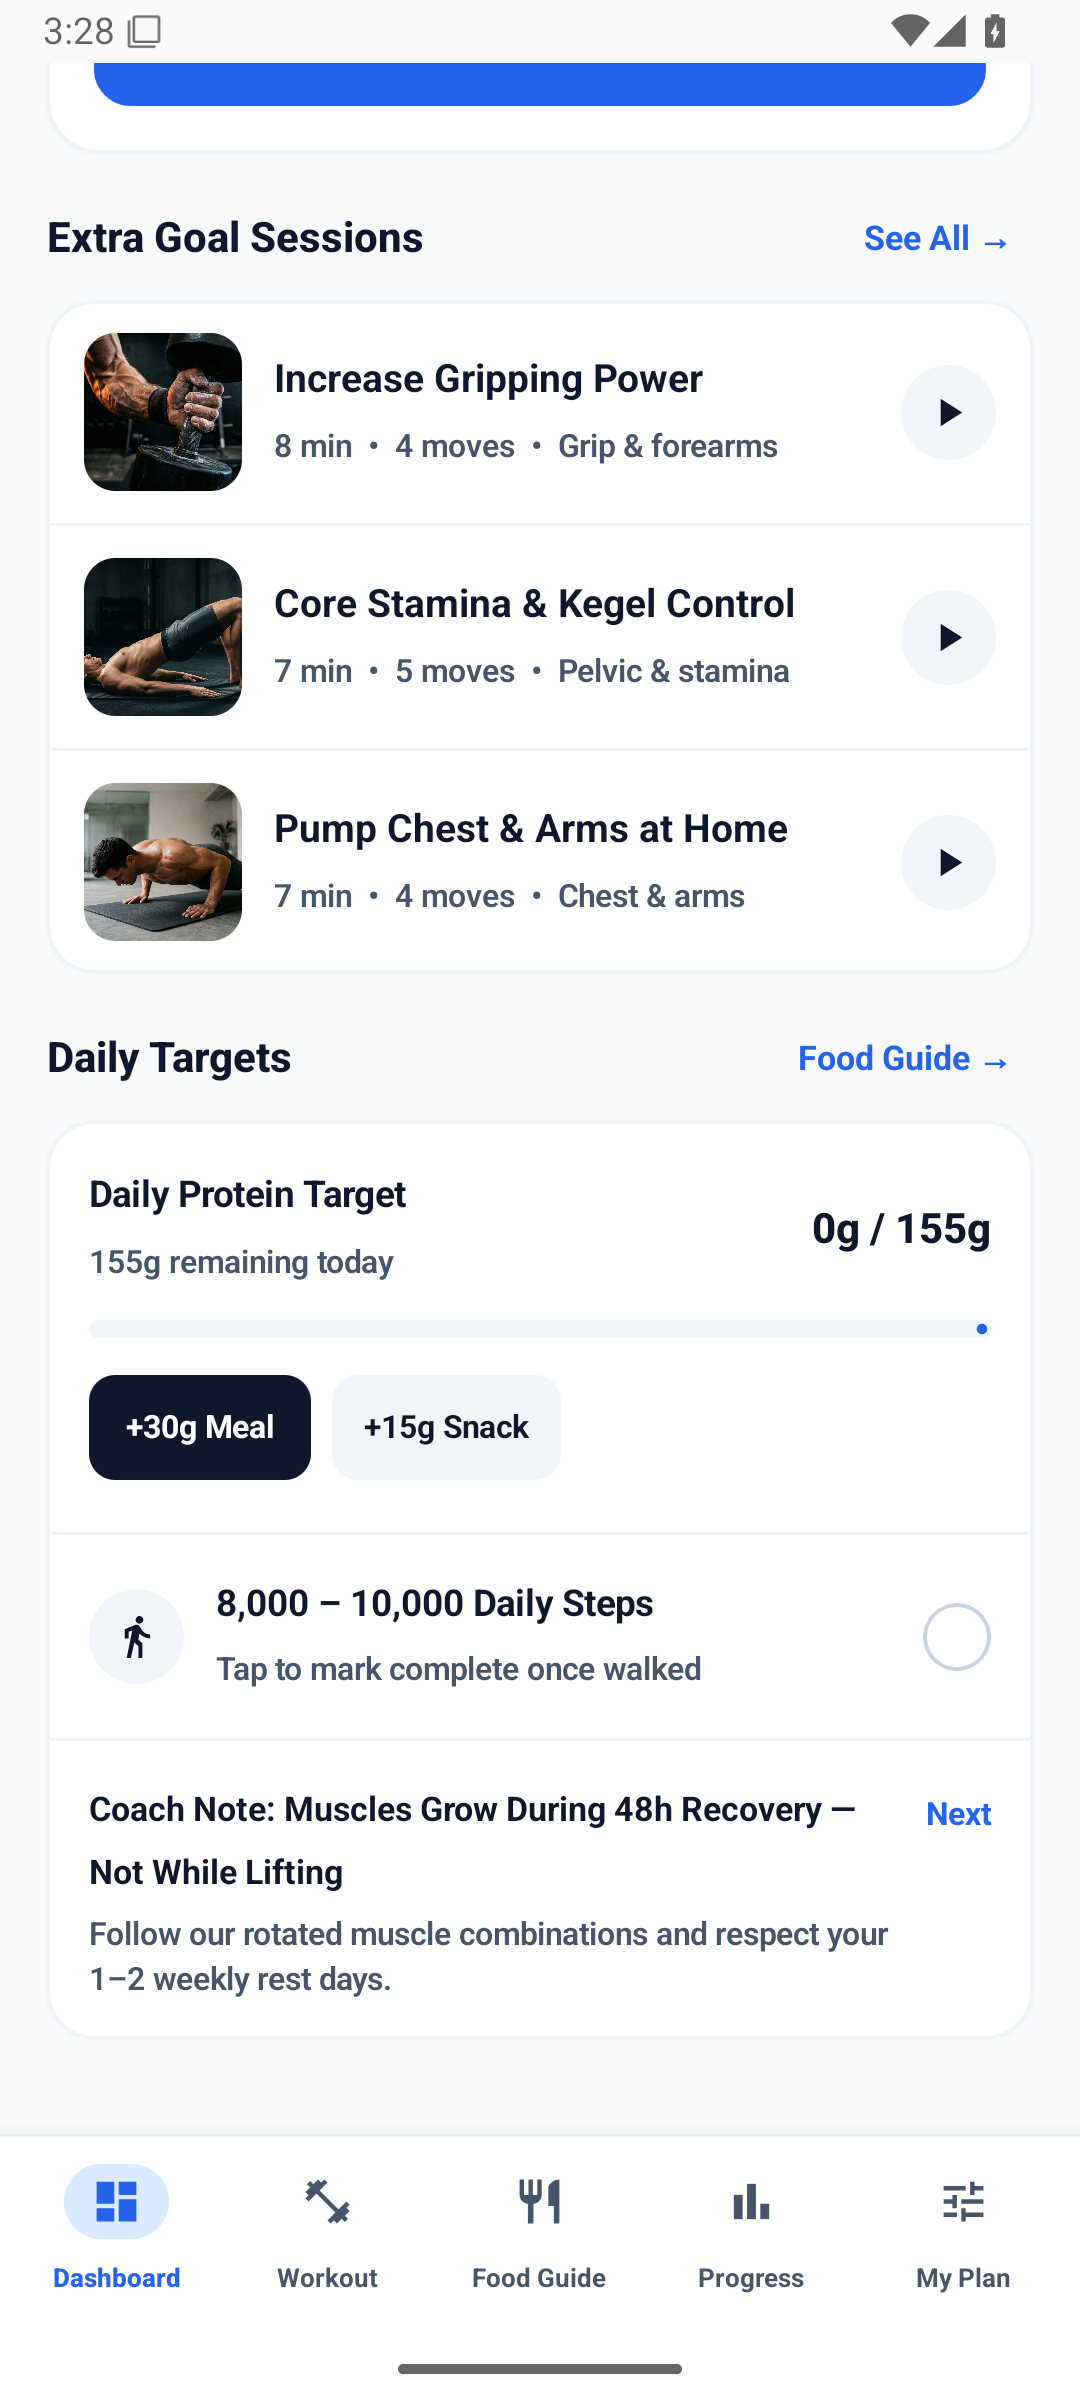 3:28
Extra Goal Sessions
See All →
Increase Gripping Power
8 min • 4 moves • Grip & forearms
Core Stamina & Kegel Control
7 min • 5 moves • Pelvic & stamina
Pump Chest & Arms at Home
7 min • 4 moves • Chest & arms
Daily Targets
Food Guide →
Daily Protein Target
155g remaining today
0g / 155g
+30g Meal
+15g Snack
8,000 – 10,000 Daily Steps
Tap to mark complete once walked
Coach Note: Muscles Grow During 48h Recovery —
Not While Lifting
Next
Follow our rotated muscle combinations and respect your
1–2 weekly rest days.
Dashboard
Workout
Food Guide
Progress
My Plan